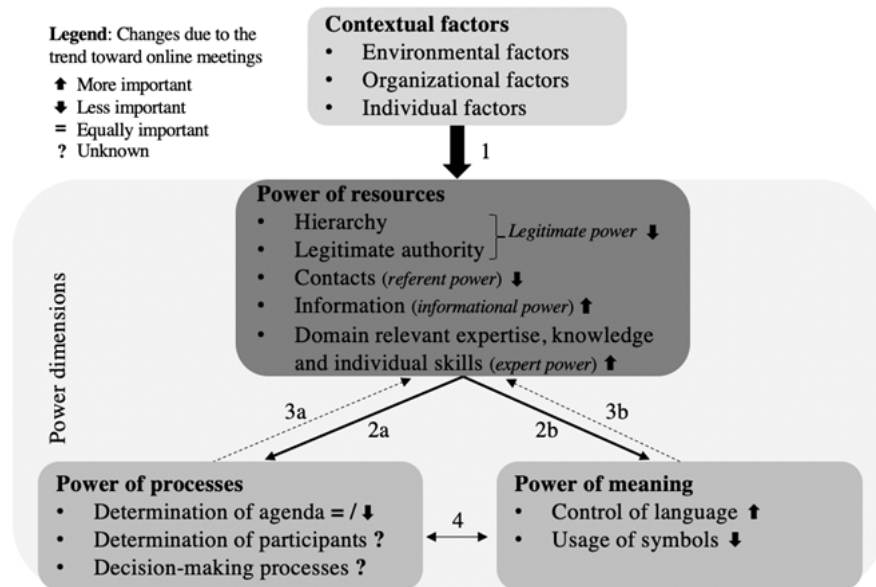 Legend: Changes due to the
trend toward online meetings
⬆ More important
⬇ Less important
= Equally important
? Unknown
Contextual factors
• Environmental factors
• Organizational factors
• Individual factors
1
Power dimensions
Power of resources
• Hierarchy
• Legitimate authority
Legitimate power ⬇
• Contacts (referent power) ⬇
• Information (informational power) ⬆
• Domain relevant expertise, knowledge
and individual skills (expert power) ⬆
3a
2a
2b
3b
Power of processes
• Determination of agenda = / ⬇
• Determination of participants ?
• Decision-making processes ?
4
Power of meaning
• Control of language ⬆
• Usage of symbols ⬇